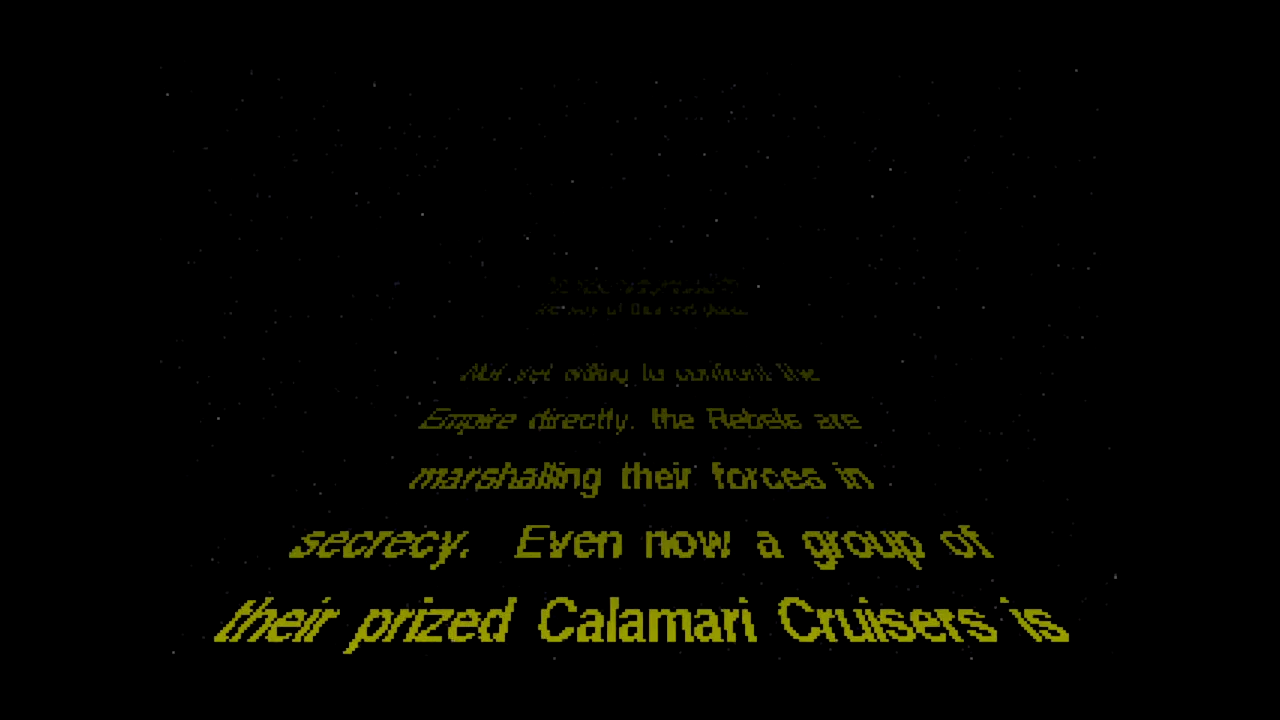 Not yet willing to confront the
Empire directly, the Rebels are
marshalling their forces in
secrecy. Even now a group of
their prized Calamari Cruisers is